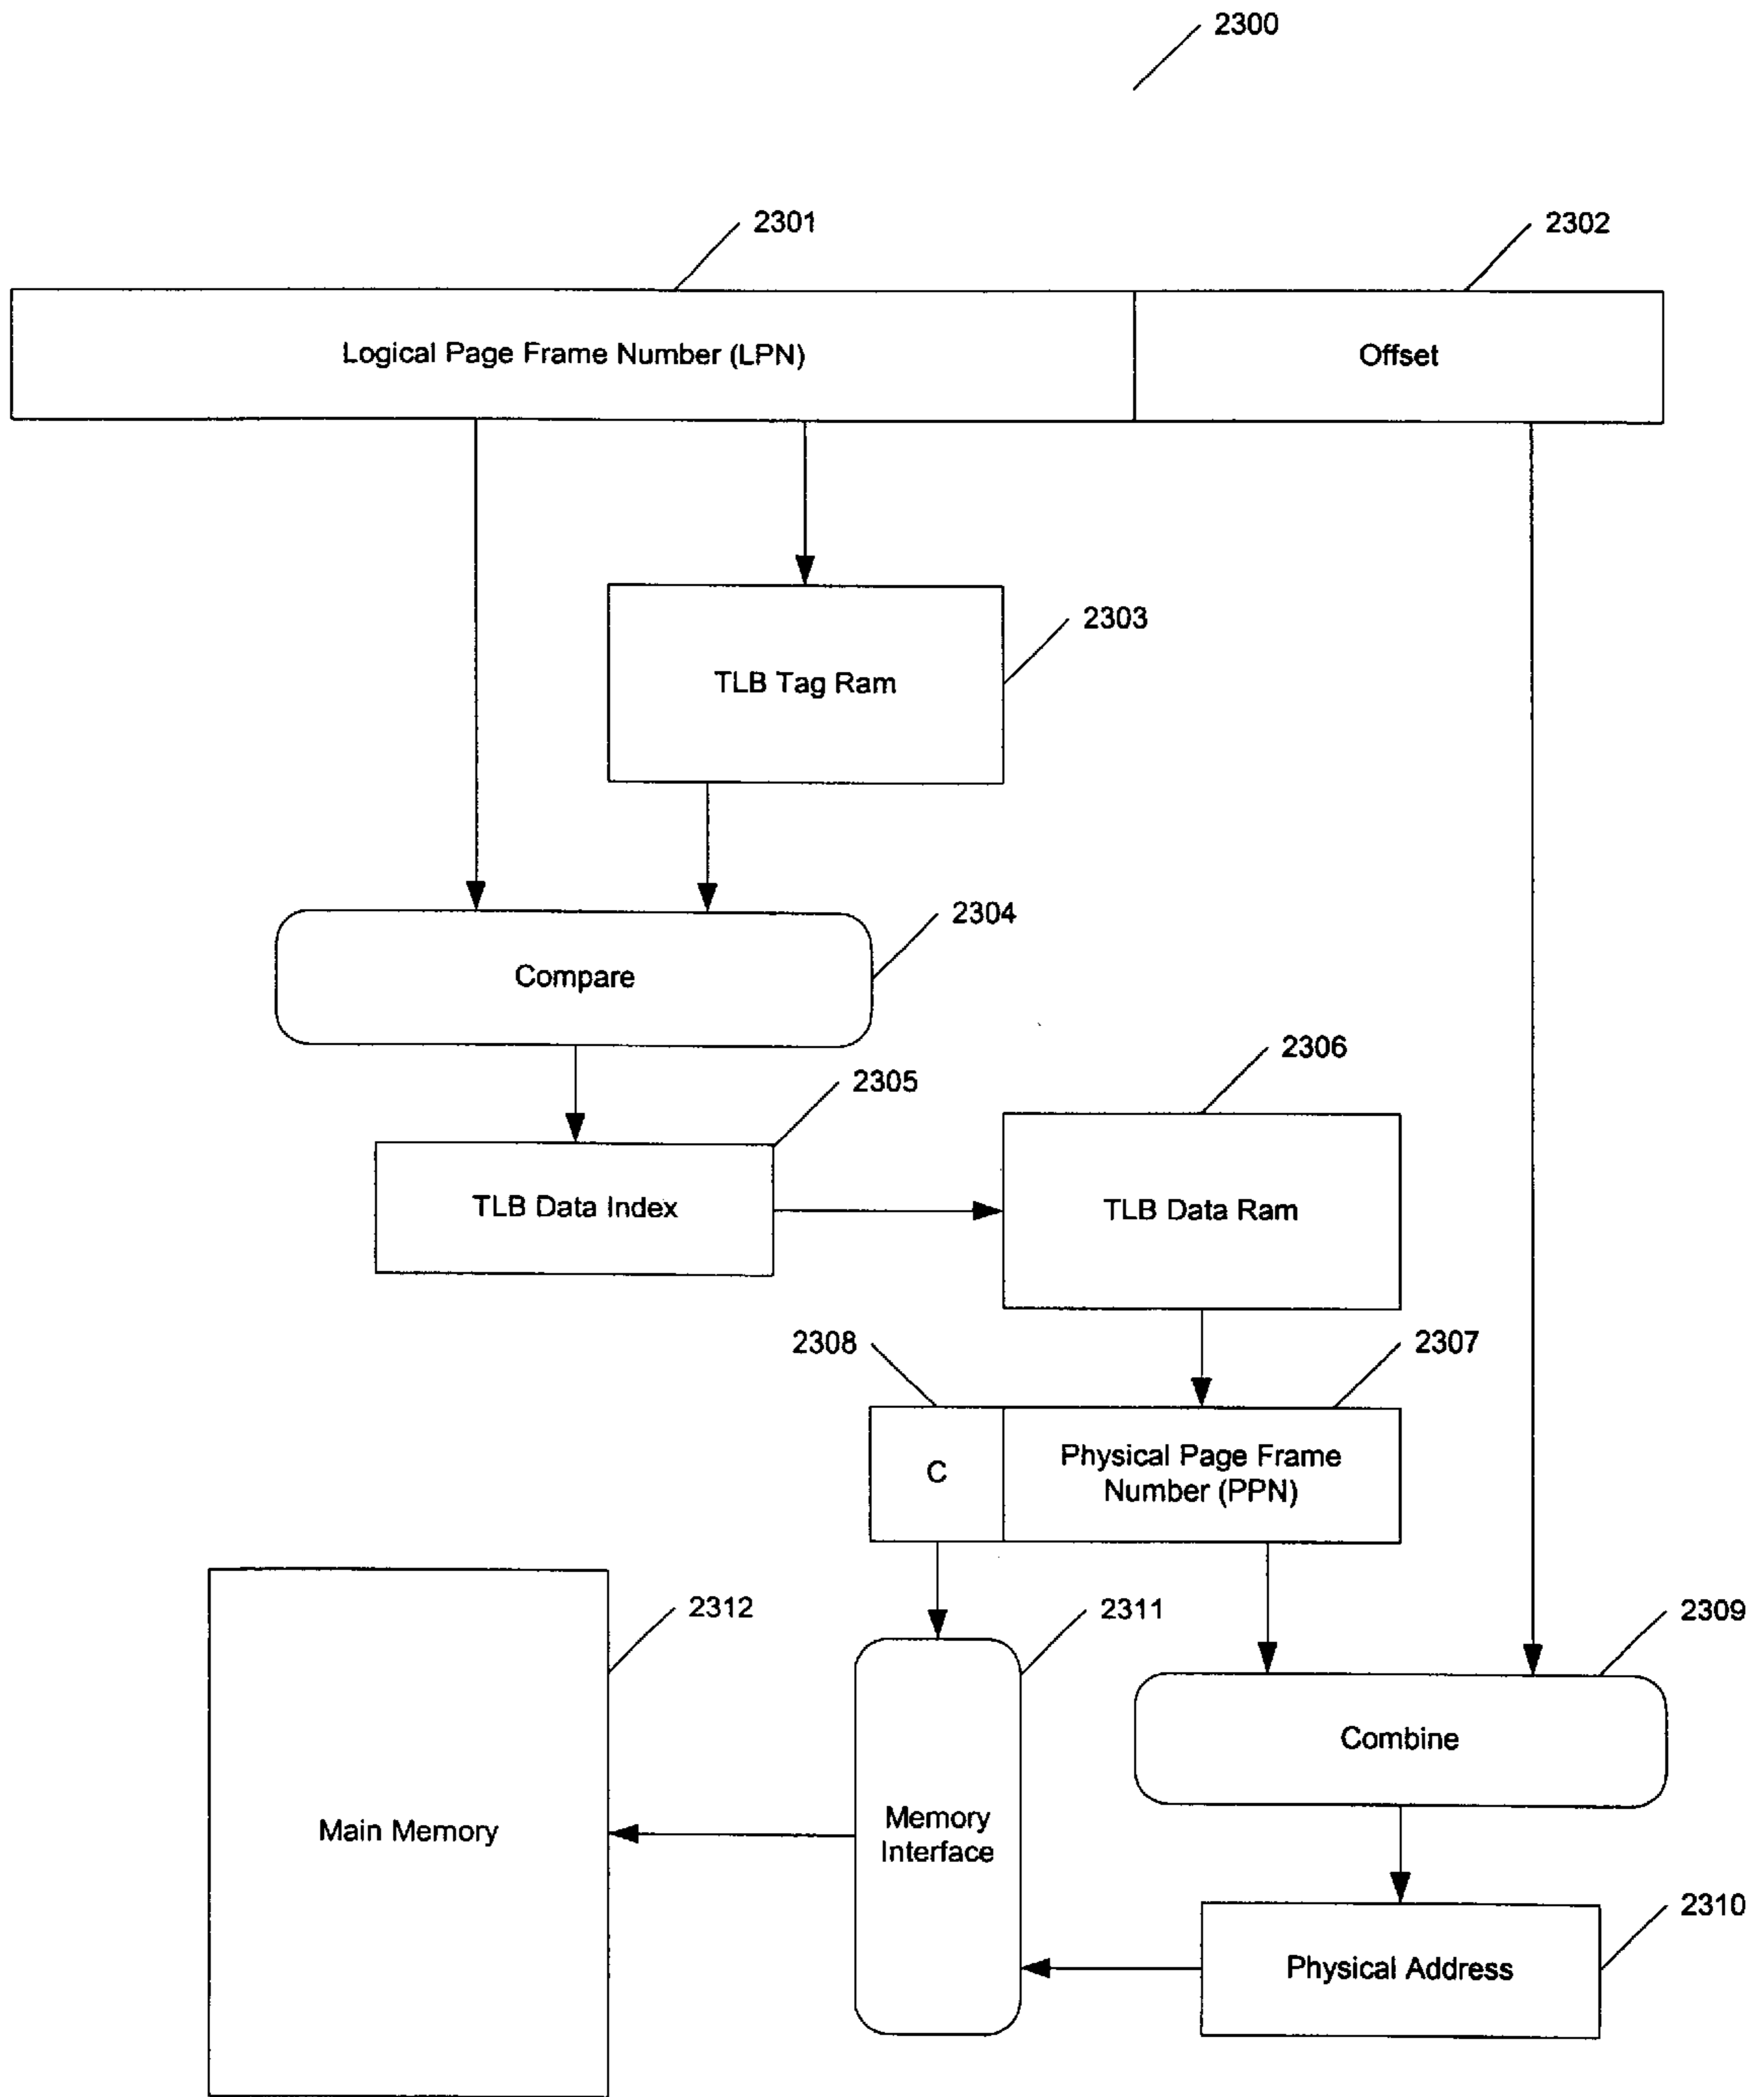 2300
2301
2302
Logical Page Frame Number (LPN)
Offset
2303
TLB Tag Ram
2304
Compare
2306
2305
TLB Data Index
TLB Data Ram
2308
2307
C
Physical Page Frame
Number (PPN)
2312
2311
2309
Combine
Main Memory
Memory
Interface
2310
Physical Address